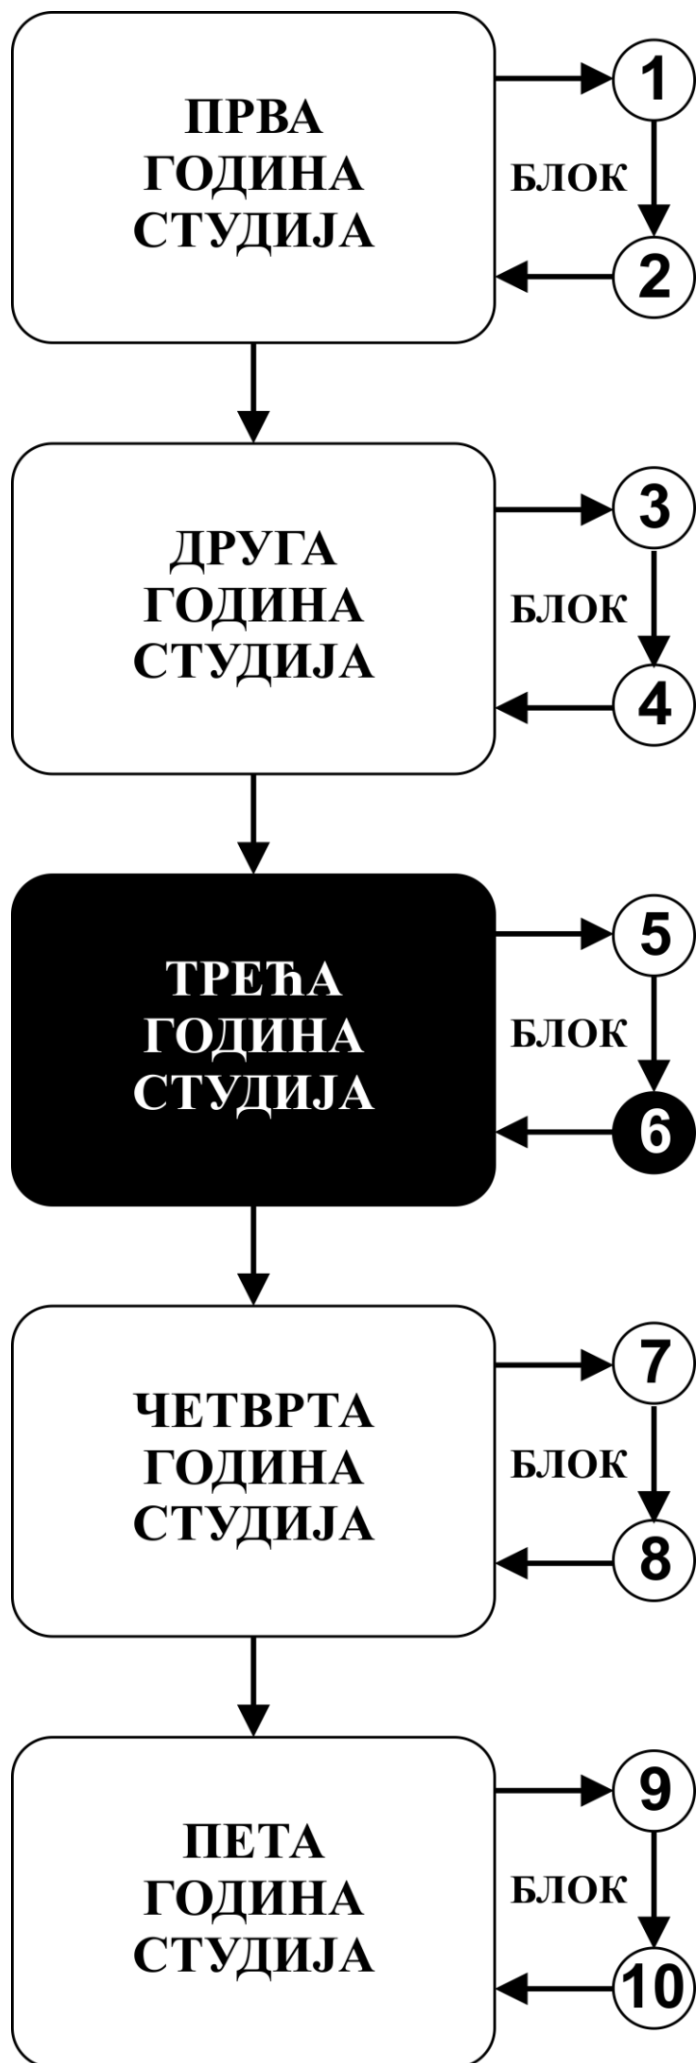 ПРВА
ГОДИНА
СТУДИЈА
1
БЛОК
2
ДРУГА
ГОДИНА
СТУДИЈА
3
БЛОК
4
ТРЕЋА
ГОДИНА
СТУДИЈА
5
БЛОК
6
ЧЕТВРТА
ГОДИНА
СТУДИЈА
7
БЛОК
8
ПЕТА
ГОДИНА
СТУДИЈА
9
БЛОК
10